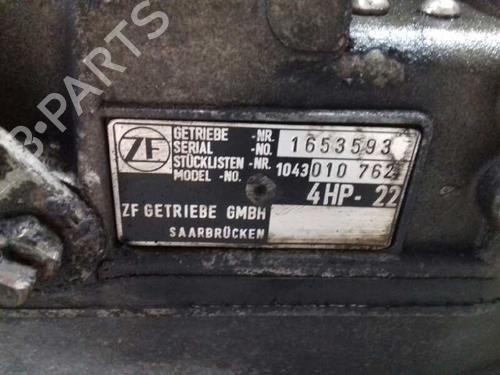 B-PARTS
ZF
GETRIEBE -NR.
SERIAL -NO. 1653593
STÜCKLISTEN -NR. 1043 010 762
MODEL -NO.
4HP-22
ZF GETRIEBE GMBH
SAARBRÜCKEN